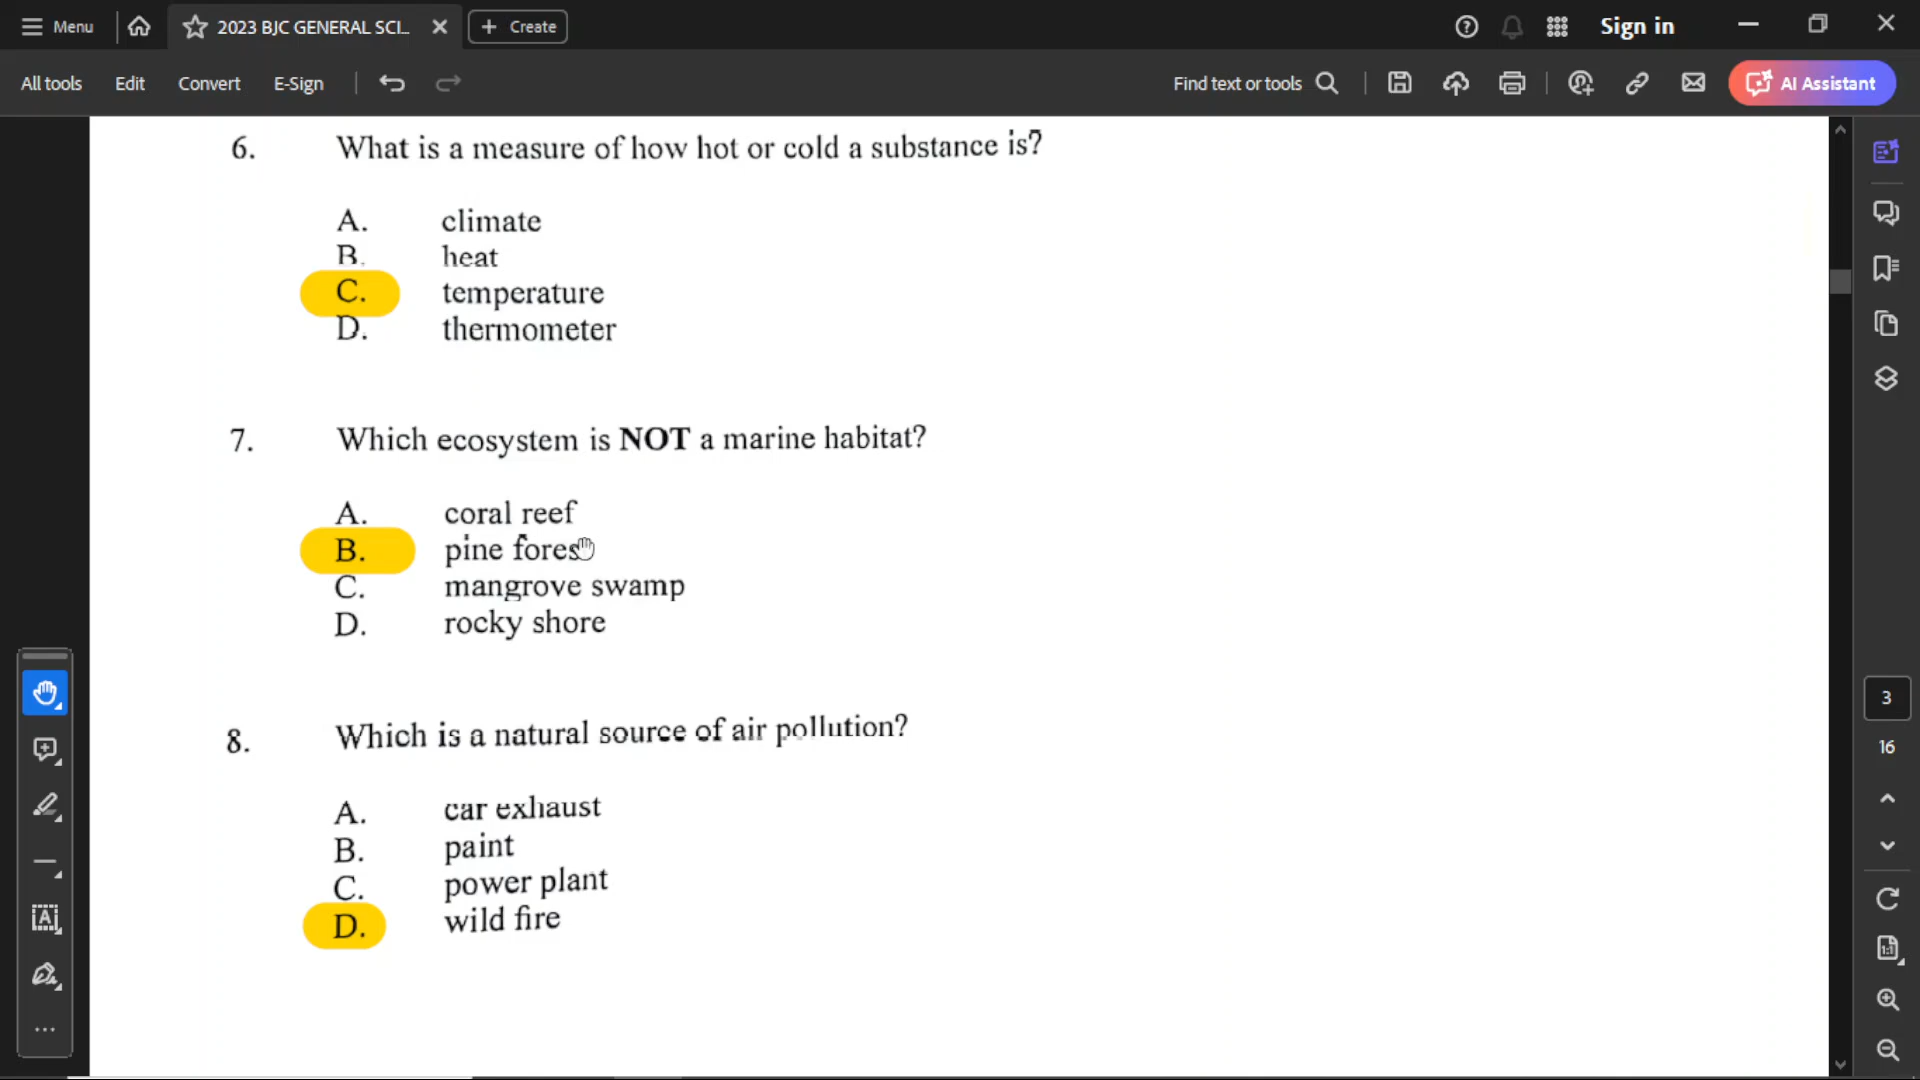 Menu
2023 BJC GENERAL SCI...
Create
Sign in
All tools
Edit
Convert
E-Sign
Find text or tools
AI Assistant
6. What is a measure of how hot or cold a substance is?
A. climate
B. heat
C. temperature
D. thermometer
7. Which ecosystem is NOT a marine habitat?
A. coral reef
B. pine fores
C. mangrove swamp
D. rocky shore
8. Which is a natural source of air pollution?
A. car exhaust
B. paint
C. power plant
D. wild fire
3
16